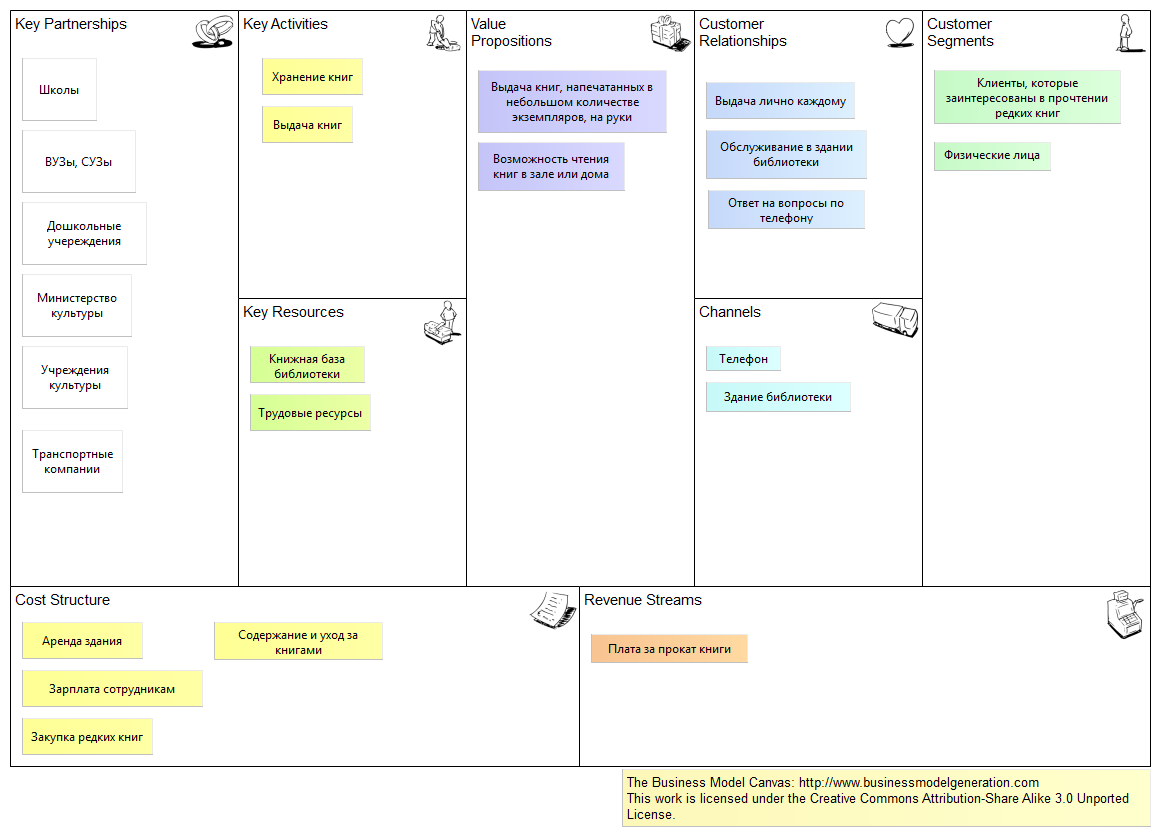 Key Partnerships
Школы
ВУЗы, СУЗы
Дошкольные
учереждения
Министерство
культуры
Учреждения
культуры
Транспортные
компании
Key Activities
Хранение книг
Выдача книг
Key Resources
Книжная база
библиотеки
Трудовые ресурсы
Value
Propositions
Выдача книг, напечатанных в
небольшом количестве
экземпляров, на руки
Возможность чтения
книг в зале или дома
Customer
Relationships
Выдача лично каждому
Обслуживание в здании
библиотеки
Ответ на вопросы по
телефону
Channels
Телефон
Здание библиотеки
Customer
Segments
Клиенты, которые
заинтересованы в прочтении
редких книг
Физические лица
Cost Structure
Аренда здания
Содержание и уход за
книгами
Зарплата сотрудникам
Закупка редких книг
Revenue Streams
Плата за прокат книги
The Business Model Canvas: http://www.businessmodelgeneration.com
This work is licensed under the Creative Commons Attribution-Share Alike 3.0 Unported
License.